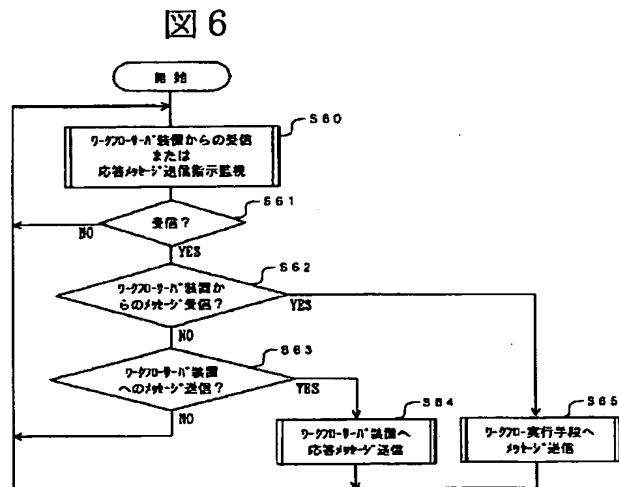 図6
開始
S60
ワークフローサーバ装置からの受信
または
応答メッセージ送信指示監視
S61
受信?
NO
YES
S62
ワークフローサーバ装置か
らのメッセージ受信?
YES
NO
S63
ワークフローサーバ装置
へのメッセージ送信?
YES
NO
S64
ワークフローサーバ装置へ
応答メッセージ送信
S65
ワークフロー実行手段へ
メッセージ送信